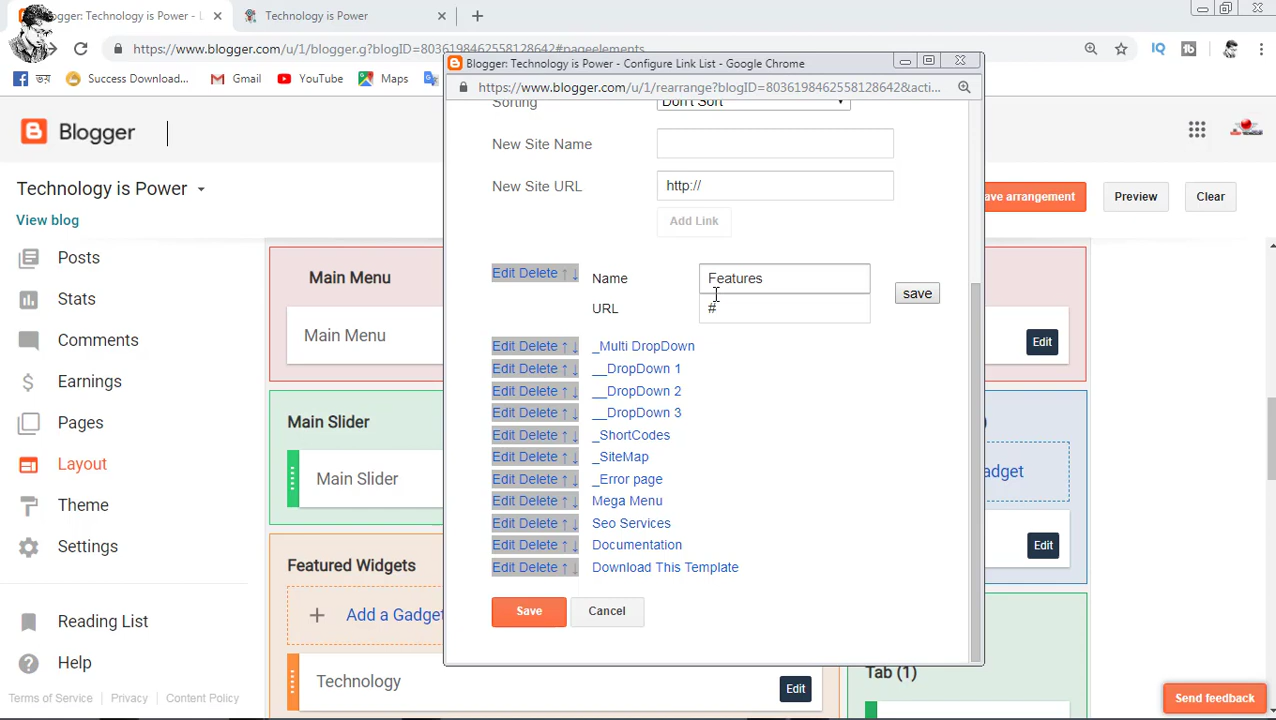 logger: Technology is Power - L
Technology is Power
https://www.blogger.com/u/1/blogger.g?blogID=8036198462558128642#pageelements
IQ
জয়
Success Download...
Gmail
YouTube
Maps
Blogger: Technology is Power - Configure Link List - Google Chrome
https://www.blogger.com/u/1/rearrange?blogID=8036198462558128642&acti...
Blogger
Technology is Power
View blog
Save arrangement
Preview
Clear
Posts
Stats
Comments
Earnings
Pages
Layout
Theme
Settings
Reading List
Help
Terms of Service
Privacy
Content Policy
Main Menu
Main Menu
Edit
Main Slider
Main Slider
Featured Widgets
Add a Gadget
Technology
Edit
Sorting
Don't Sort
New Site Name
New Site URL
http://
Add Link
Edit Delete ↑ ↓ Name Features
URL #
save
Edit Delete ↑ ↓ _Multi DropDown
Edit Delete ↑ ↓ __DropDown 1
Edit Delete ↑ ↓ __DropDown 2
Edit Delete ↑ ↓ __DropDown 3
Edit Delete ↑ ↓ _ShortCodes
Edit Delete ↑ ↓ _SiteMap
Edit Delete ↑ ↓ _Error page
Edit Delete ↑ ↓ Mega Menu
Edit Delete ↑ ↓ Seo Services
Edit Delete ↑ ↓ Documentation
Edit Delete ↑ ↓ Download This Template
Save
Cancel
)
adget
Edit
Tab (1)
Send feedback